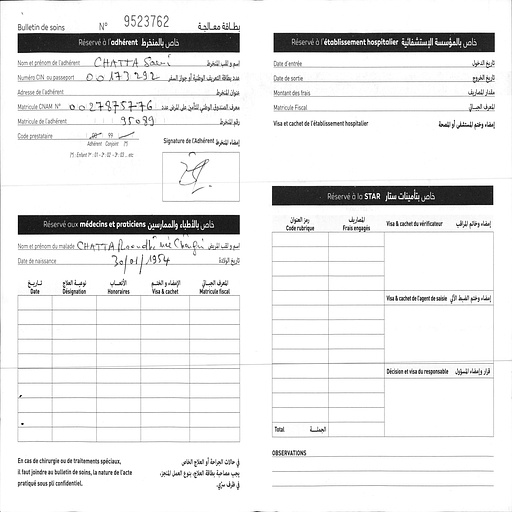 Bulletin de soins N° 9523762 بطاقة معالجة
Réservé à l'adhérent خاص بالمنخرط
Nom et prénom de l'adhérent CHATTA إسم و لقب المنخرط
Numéro CIN ou passeport 00173292 عدد بطاقة التعريف الوطنية أو جواز السفر
Adresse de l'adhérent عنوان المنخرط
Matricule CNAM N° 0027875776 معرف الصندوق الوطني للتأمين على المرض عدد
Matricule de l'adhérent 95089 رقم المنخرط
Code prestataire 99
Adhérent Conjoint (*)
(*) : Enfant 1er : 01 - 2e : 02 - 3e : 03 ... etc
Signature de l'Adhérent إمضاء المنخرط
Réservé aux médecins et praticiens خاص بالأطباء والممارسين
Nom et prénom du malade CHATTA née إسم و لقب المريض
Date de naissance 30/01/1954 تاريخ الولادة
تاريخ نوعية العلاج الأتعاب الإمضاء و الختم المعرف الجبائي
Date Désignation Honoraires Visa & cachet Matricule fiscal
En cas de chirurgie ou de traitements spéciaux,
il faut joindre au bulletin de soins, la nature de l'acte
pratiqué sous pli confidentiel.
في حالات الجراحة أو العلاج الخاص
يجب مصاحبة بطاقة العلاج، بنوع العمل المنجز،
في ظرف سري.
Réservé à l'établissement hospitalier خاص بالمؤسسة الإستشفائية
Date d'entrée تاريخ الدخول
Date de sortie تاريخ الخروج
Montant des frais مقدار المصاريف
Matricule Fiscal المعرف الجبائي
Visa et cachet de l'établissement hospitalier إمضاء وختم المستشفى أو المصحة
Réservé à la STAR خاص بتأمينات ستار
رمز العنوان المصاريف
Code rubrique Frais engagés
Visa & cachet du vérificateur إمضاء وخاتم المراقب
Visa & cachet de l'agent de saisie إمضاء وختم الضبط الآلي
Décision et visa du responsable قرار وإمضاء المسؤول
Total الجملة
OBSERVATIONS